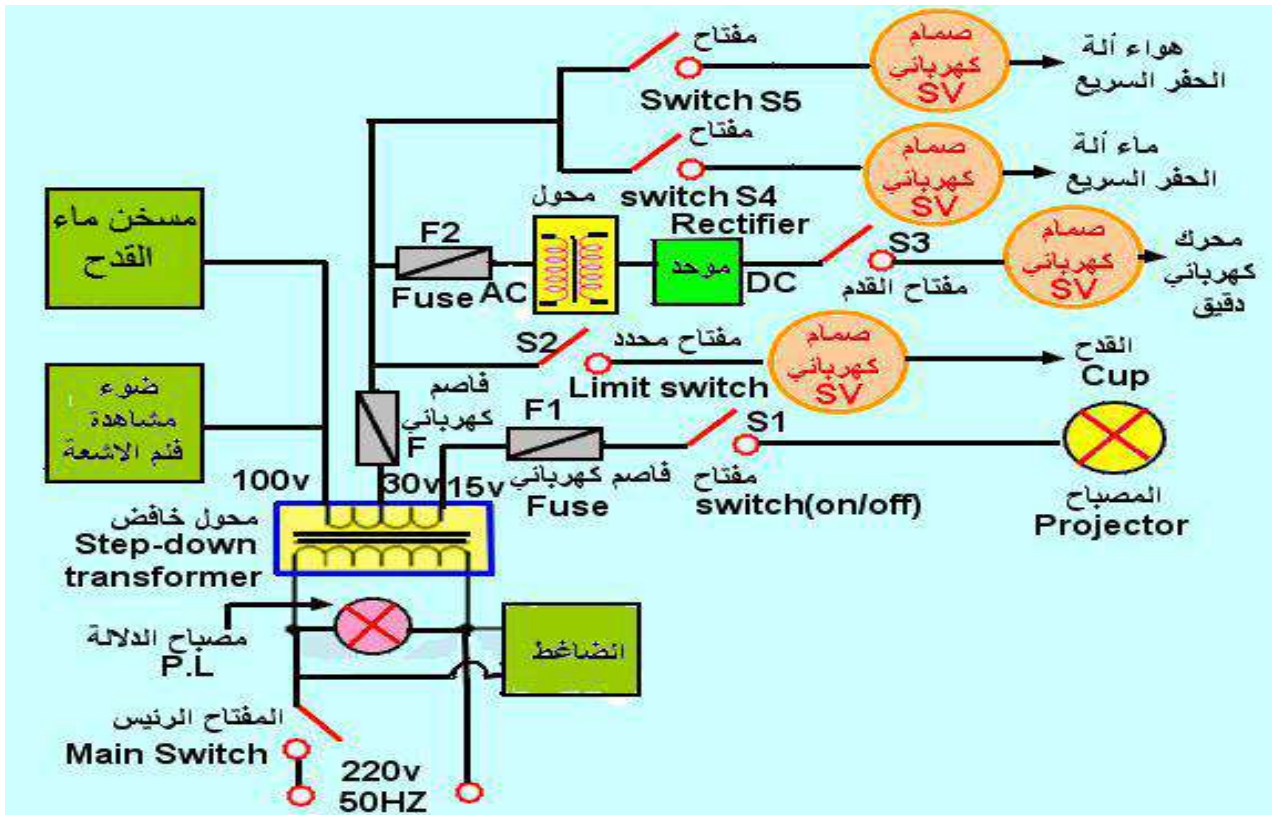 مفتاح
Switch S5
صمام
كهربائي
SV
هواء ألة
الحفر السريع
مفتاح
switch S4
صمام
كهربائي
SV
ماء ألة
الحفر السريع
مسخن ماء
القدح
F2
Fuse
AC
محول
Rectifier
موحد
DC
S3
مفتاح القدم
صمام
كهربائي
SV
محرك
كهربائي
دقيق
S2
مفتاح محدد
Limit switch
صمام
كهربائي
SV
القدح
Cup
ضوء
مشاهدة
فلم الاشعة
فاصم
كهربائي
F
F1
فاصم كهربائي
Fuse
S1
مفتاح
switch(on/off)
المصباح
Projector
100v
30v
15v
محول خافض
Step-down
transformer
مصباح الدلالة
P.L
الضاغط
المفتاح الرئيس
Main Switch
220v
50HZ